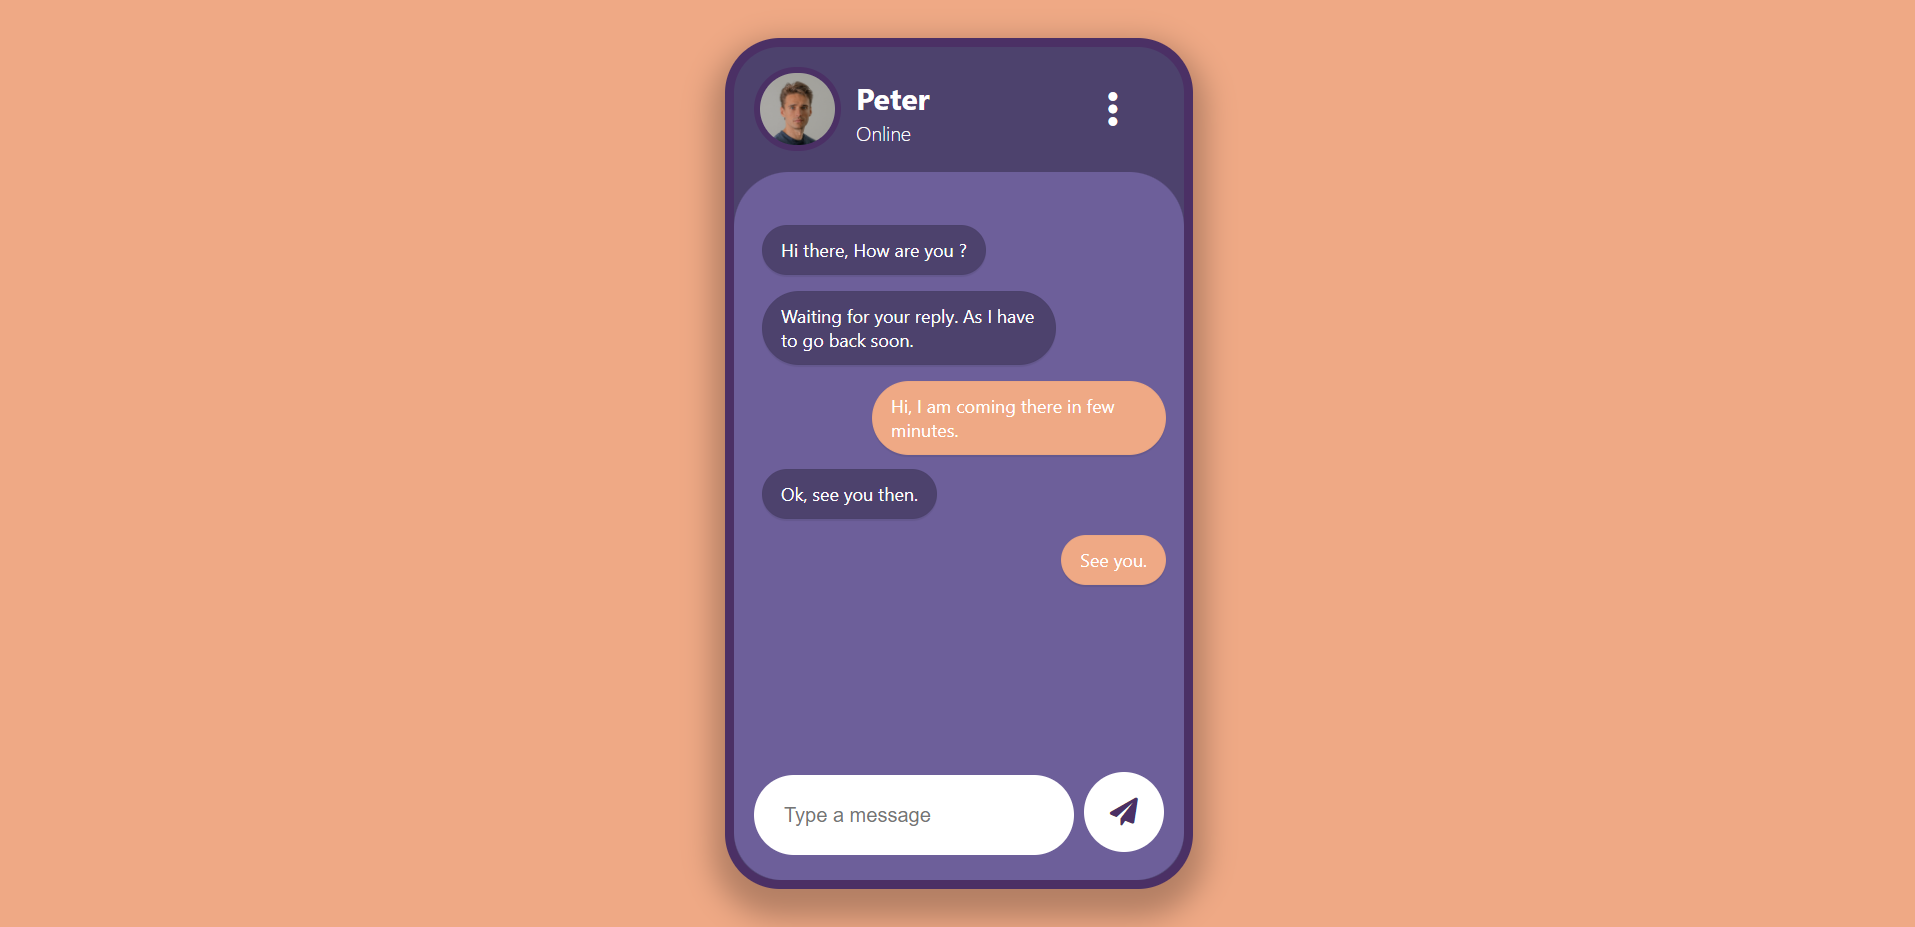 Peter
Online
Hi there, How are you ?
Waiting for your reply. As I have
to go back soon.
Hi, I am coming there in few
minutes.
Ok, see you then.
See you.
Type a message